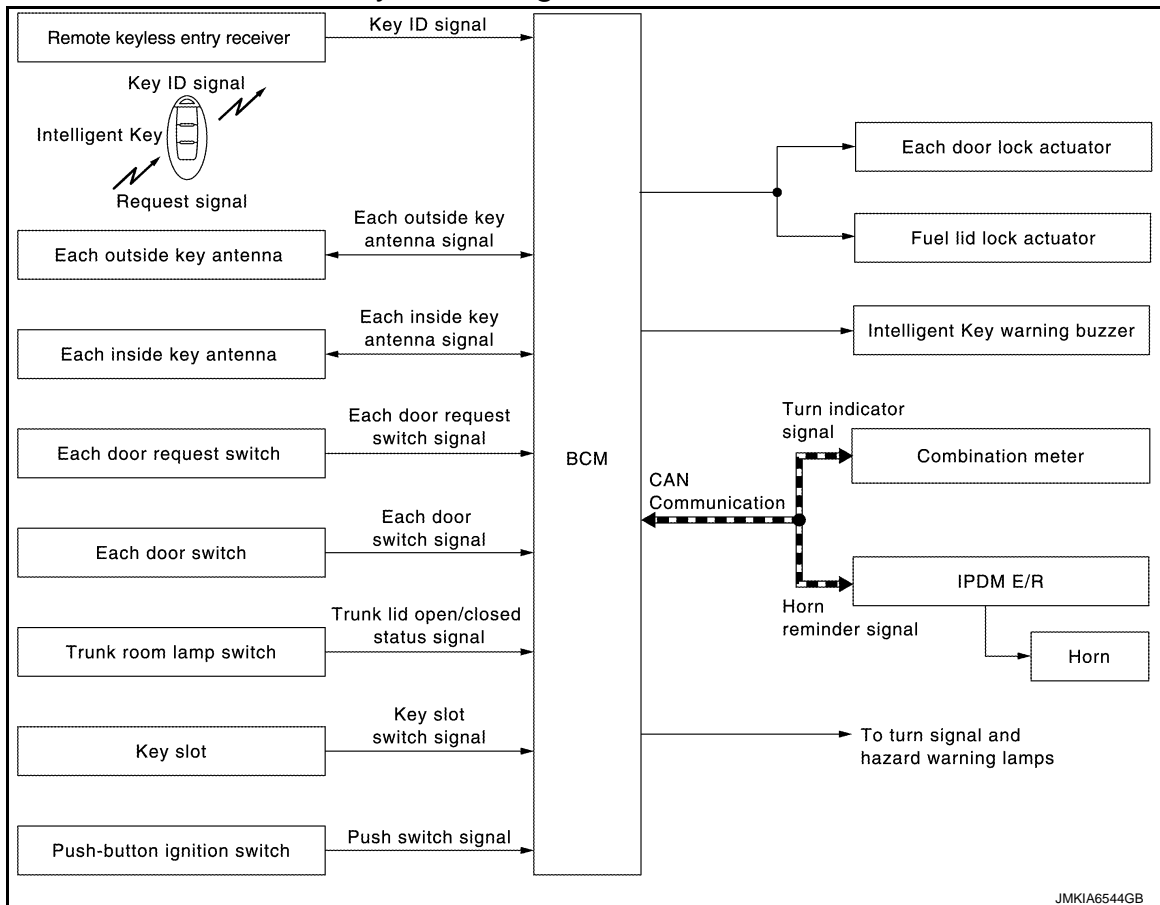 Remote keyless entry receiver
Key ID signal
Key ID signal
Intelligent Key
Request signal
Each outside key
antenna signal
Each outside key antenna
Each inside key
antenna signal
Each inside key antenna
Each door request
switch signal
Each door request switch
Each door
switch signal
Each door switch
Trunk lid open/closed
status signal
Trunk room lamp switch
Key slot
switch signal
Key slot
Push switch signal
Push-button ignition switch
BCM
Each door lock actuator
Fuel lid lock actuator
Intelligent Key warning buzzer
Turn indicator
signal
Combination meter
CAN
Communication
IPDM E/R
Horn
reminder signal
Horn
To turn signal and
hazard warning lamps
JMKIA6544GB